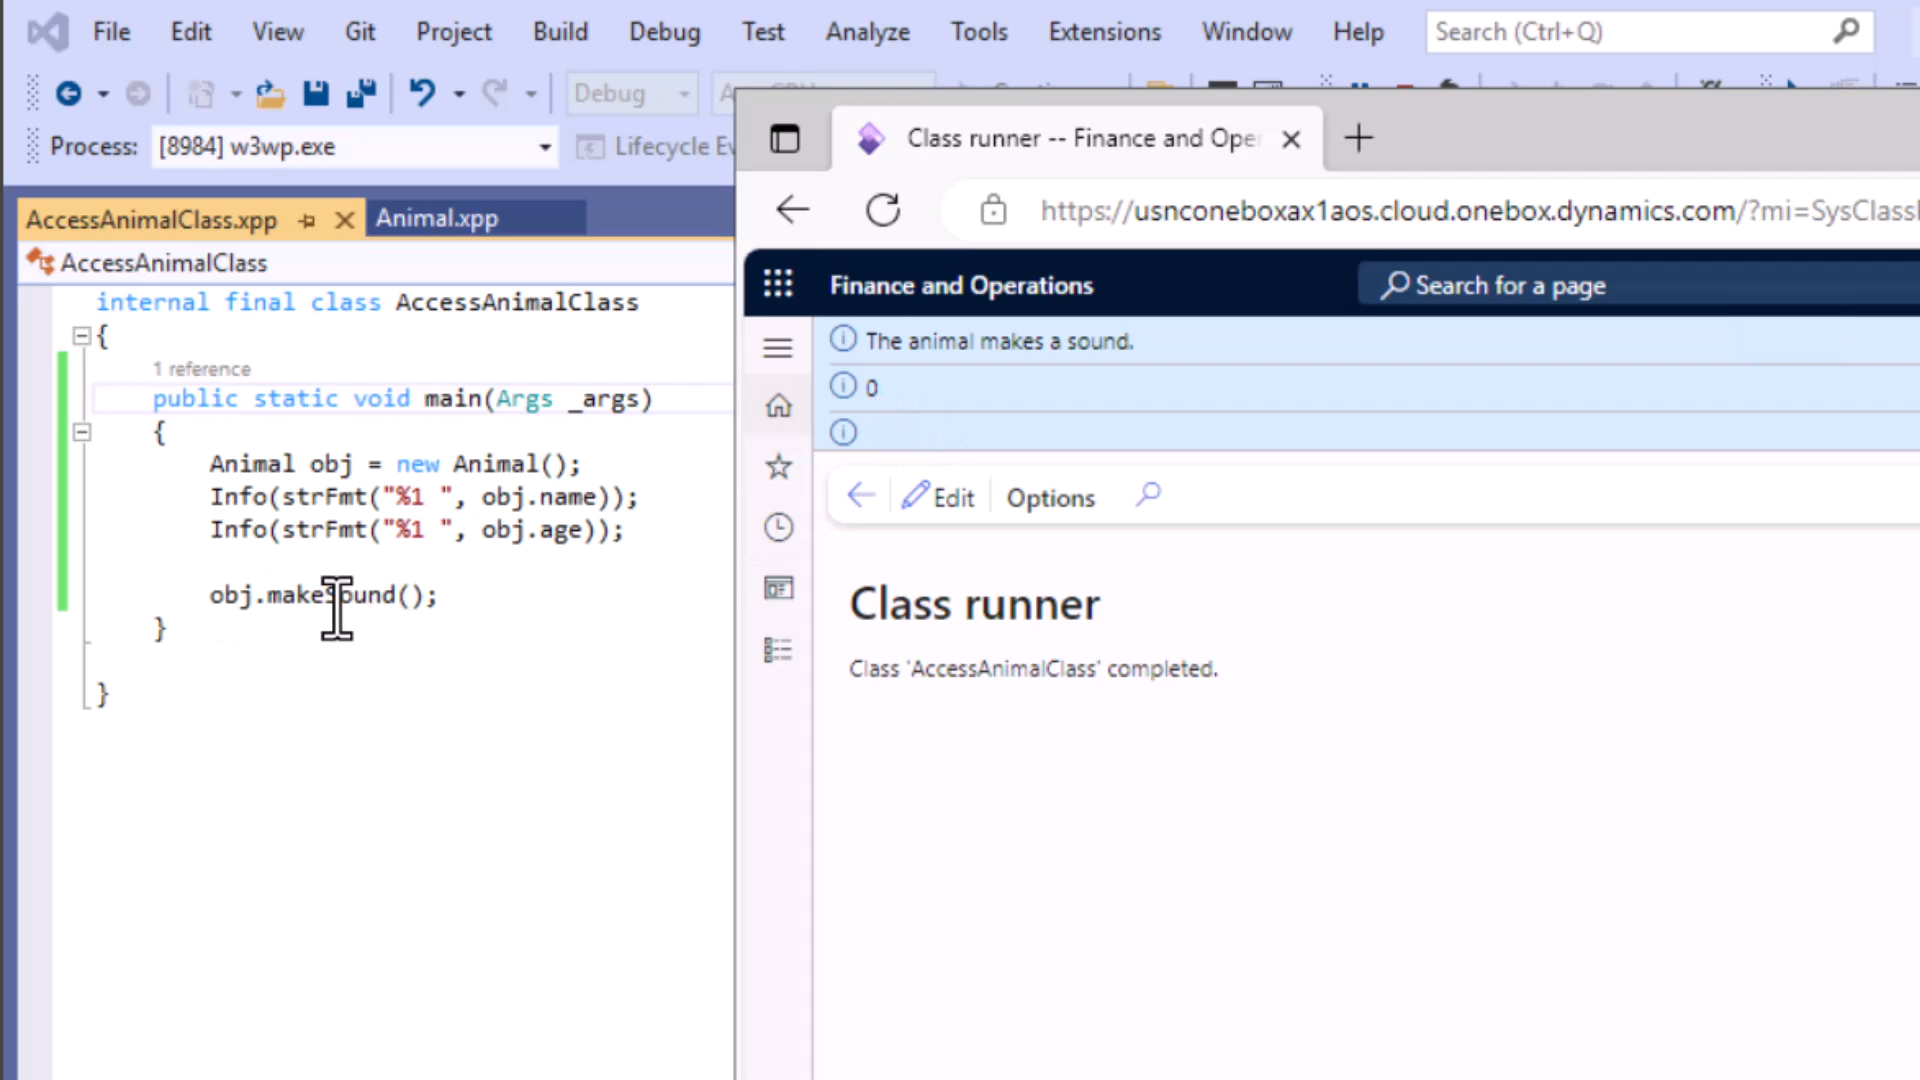 File Edit View Git Project Build Debug Test Analyze Tools Extensions Window Help Search (Ctrl+Q)
Debug
Process: [8984] w3wp.exe Lifecycle
AccessAnimalClass.xpp Animal.xpp
AccessAnimalClass
internal final class AccessAnimalClass
{
1 reference
public static void main(Args _args)
{
Animal obj = new Animal();
Info(strFmt("%1 ", obj.name));
Info(strFmt("%1 ", obj.age));
obj.makeSound();
}
}
Class runner -- Finance and Oper
https://usnconeboxax1aos.cloud.onebox.dynamics.com/?mi=SysClass
Finance and Operations Search for a page
The animal makes a sound.
0
Edit Options
Class runner
Class 'AccessAnimalClass' completed.